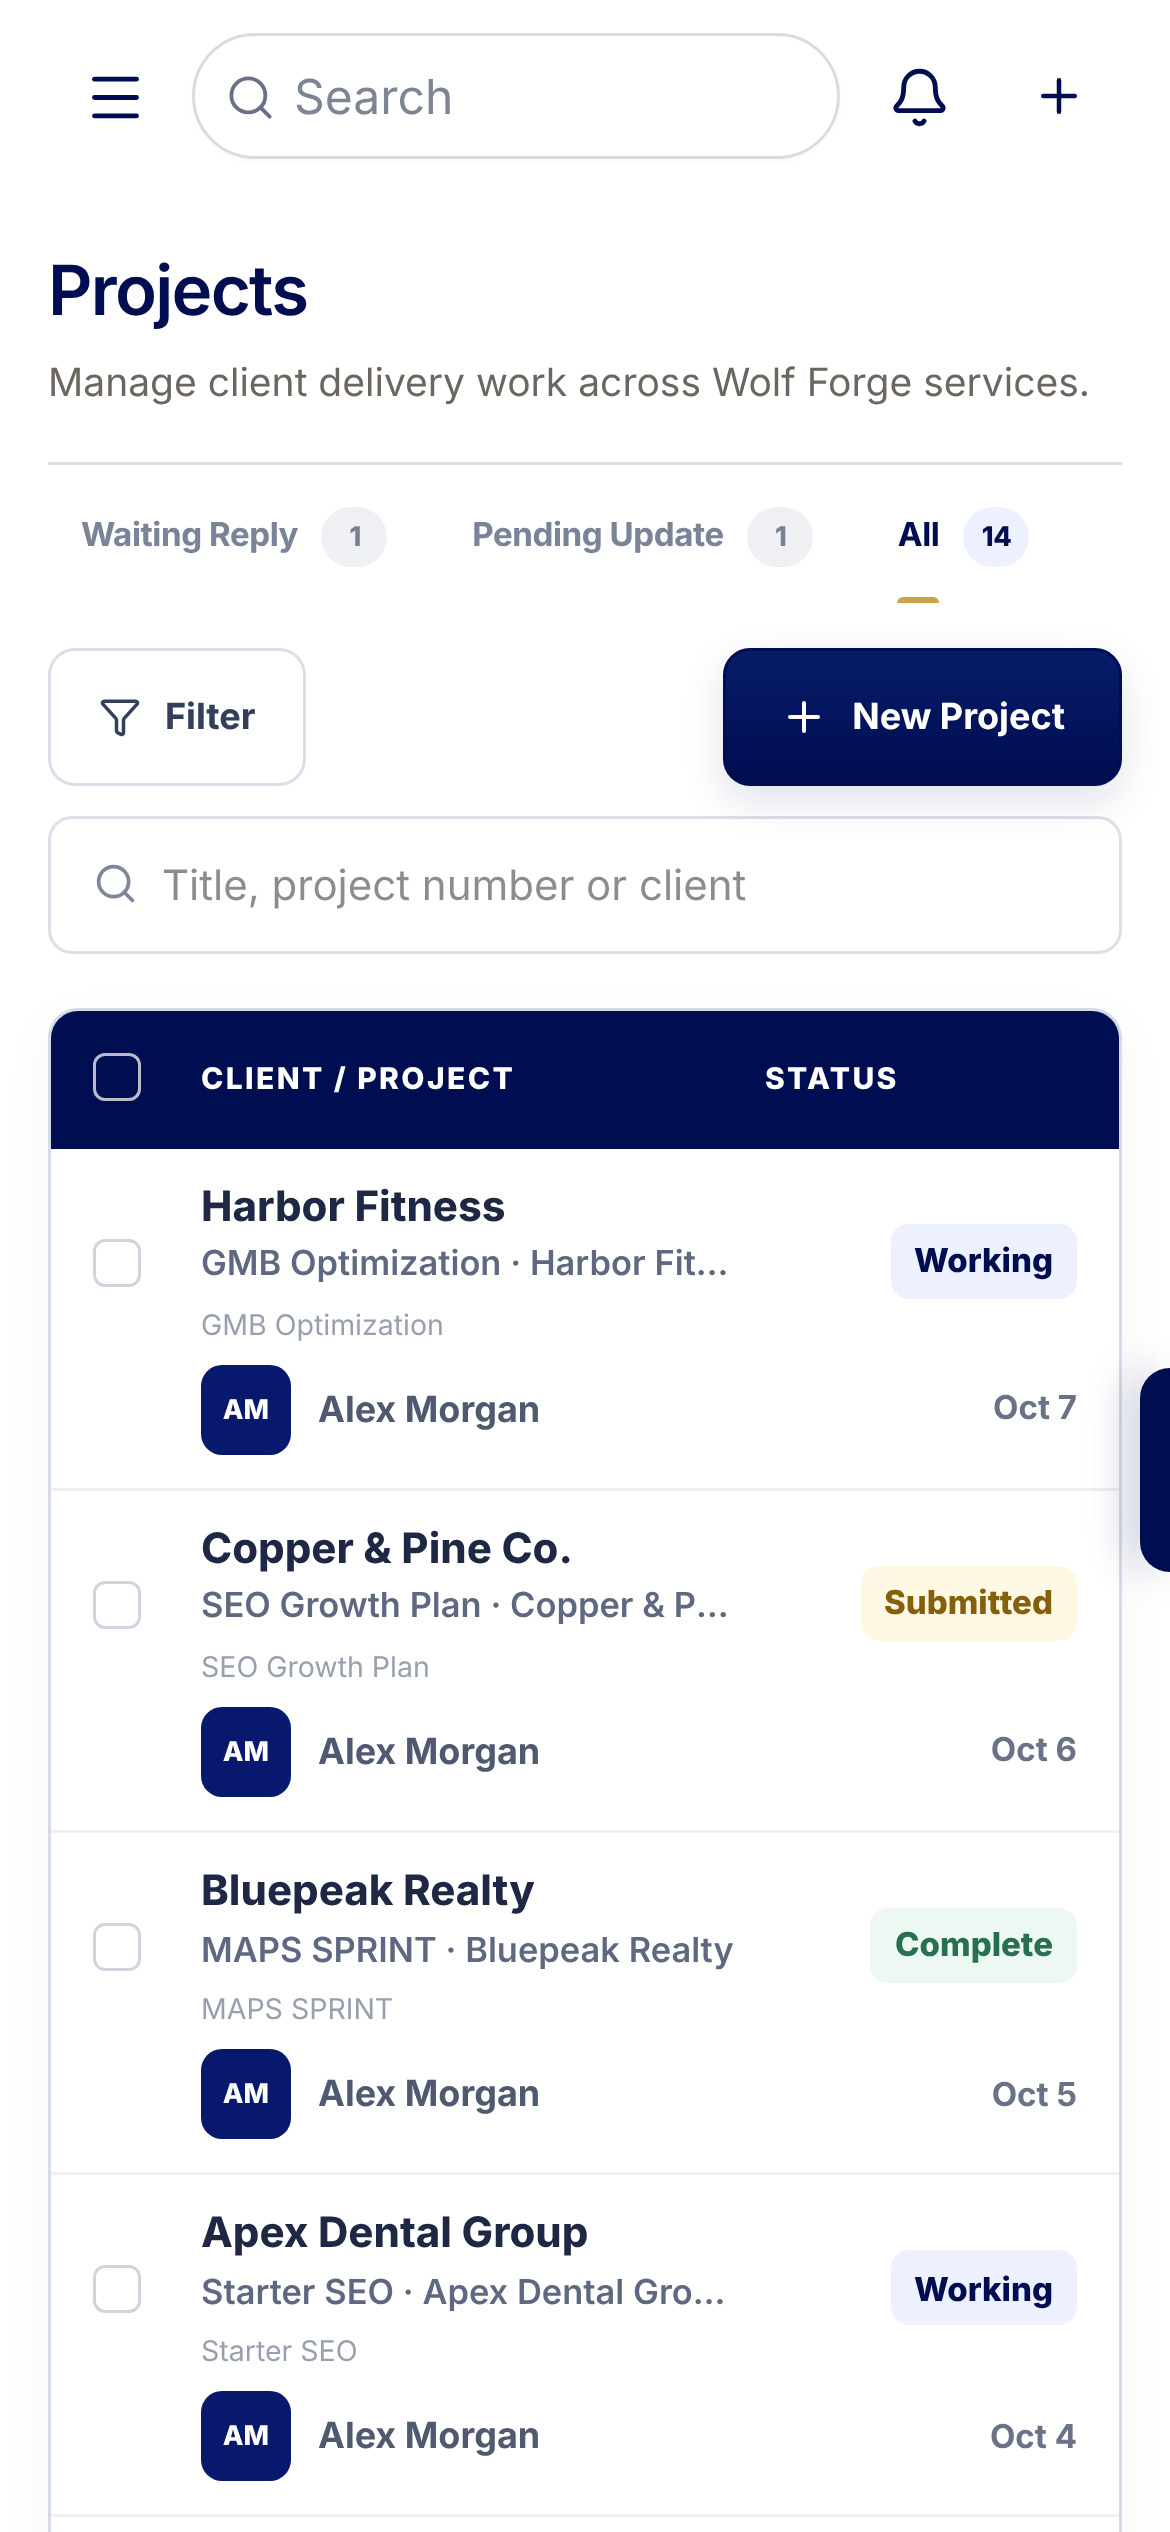 Search
Projects
Manage client delivery work across Wolf Forge services.
Waiting Reply 1 Pending Update 1 All 14
Filter + New Project
Title, project number or client
CLIENT / PROJECT STATUS
Harbor Fitness
GMB Optimization · Harbor Fit... Working
GMB Optimization
AM Alex Morgan Oct 7
Copper & Pine Co.
SEO Growth Plan · Copper & P... Submitted
SEO Growth Plan
AM Alex Morgan Oct 6
Bluepeak Realty
MAPS SPRINT · Bluepeak Realty Complete
MAPS SPRINT
AM Alex Morgan Oct 5
Apex Dental Group
Starter SEO · Apex Dental Gro... Working
Starter SEO
AM Alex Morgan Oct 4